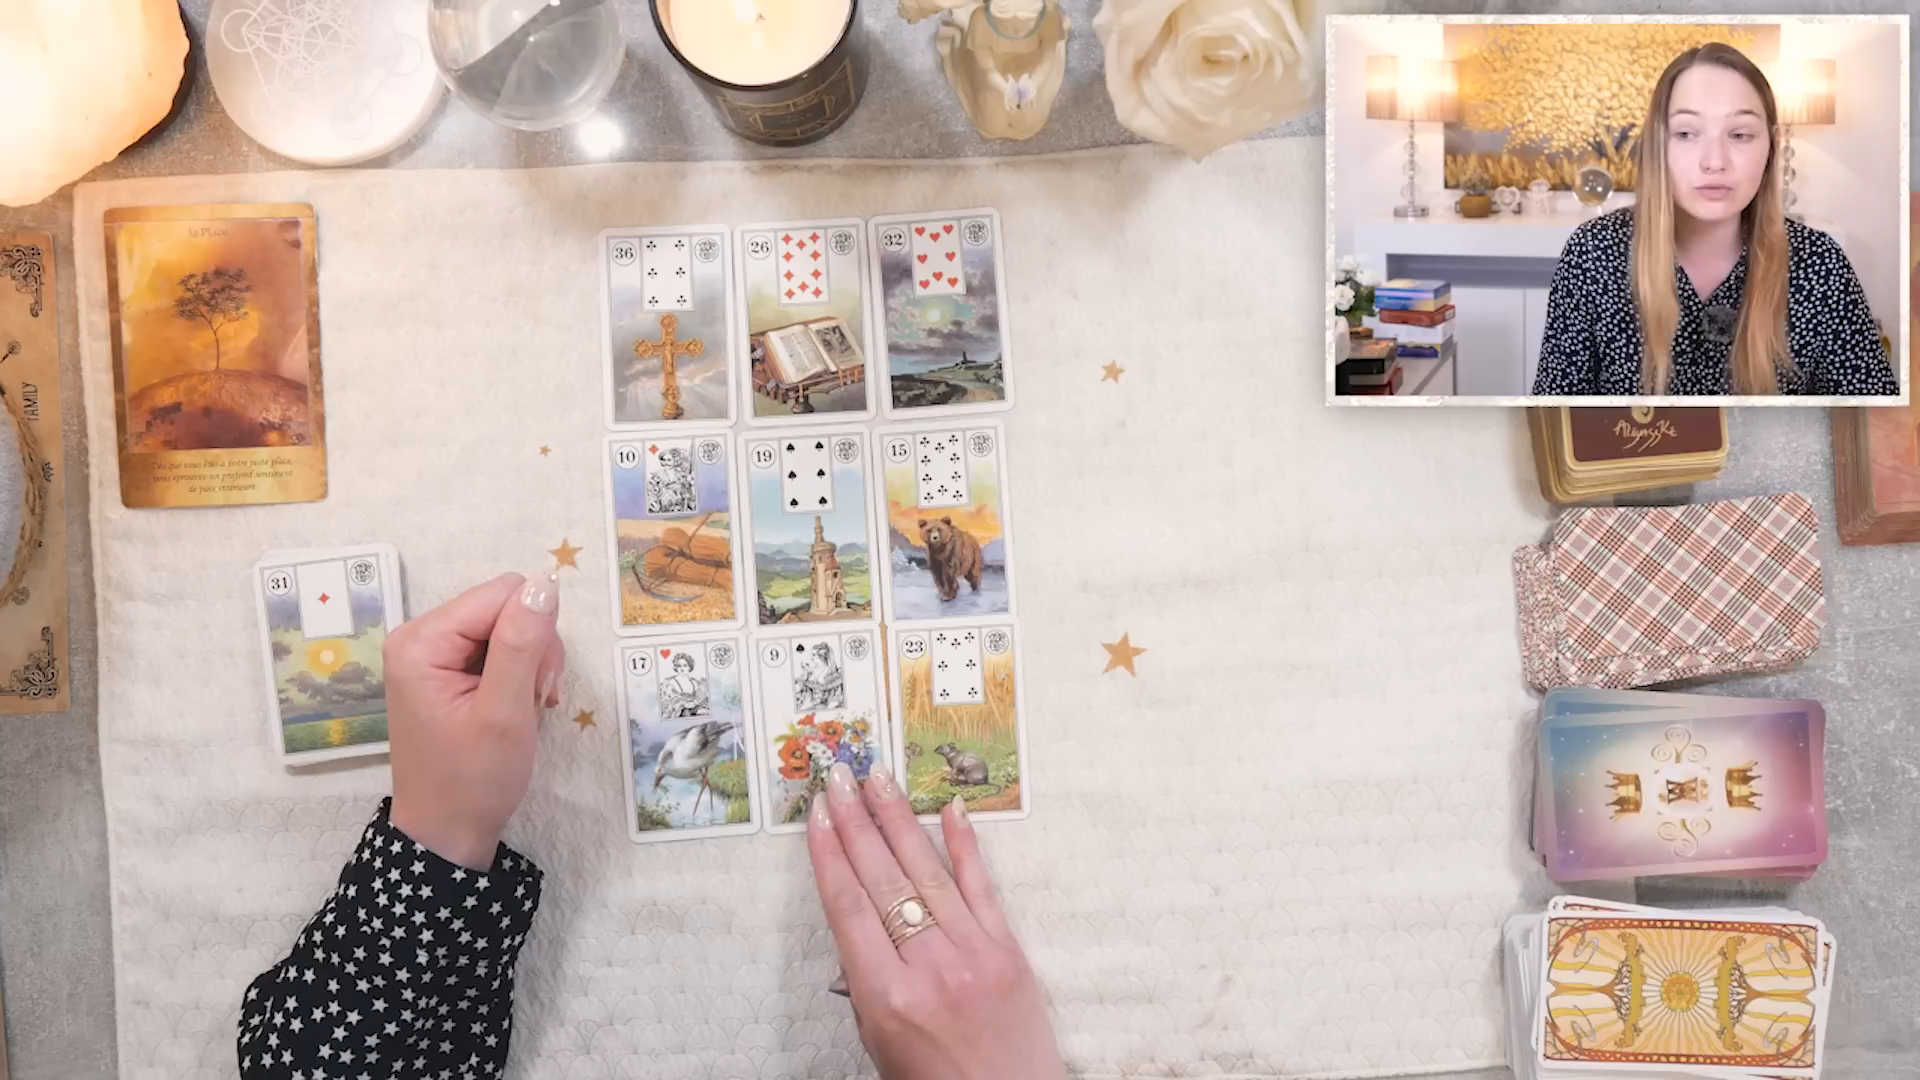 la Place
Dès que vous êtes à votre juste place,
vous éprouvez un profond sentiment
de paix intérieure.
FAMILY
36
26
32
10
19
15
31
17
9
23